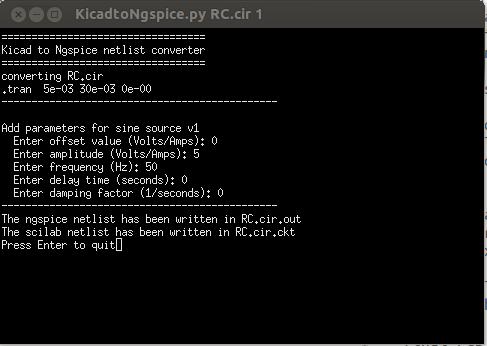 KicadtoNgspice.py RC.cir 1
==================================
Kicad to Ngspice netlist converter
==================================
converting RC.cir
.tran  5e-03 30e-03 0e-00
----------------------------------------------
Add parameters for sine source v1
  Enter offset value (Volts/Amps): 0
  Enter amplitude (Volts/Amps): 5
  Enter frequency (Hz): 50
  Enter delay time (seconds): 0
  Enter damping factor (1/seconds): 0
----------------------------------------------
The ngspice netlist has been written in RC.cir.out
The scilab netlist has been written in RC.cir.ckt
Press Enter to quit